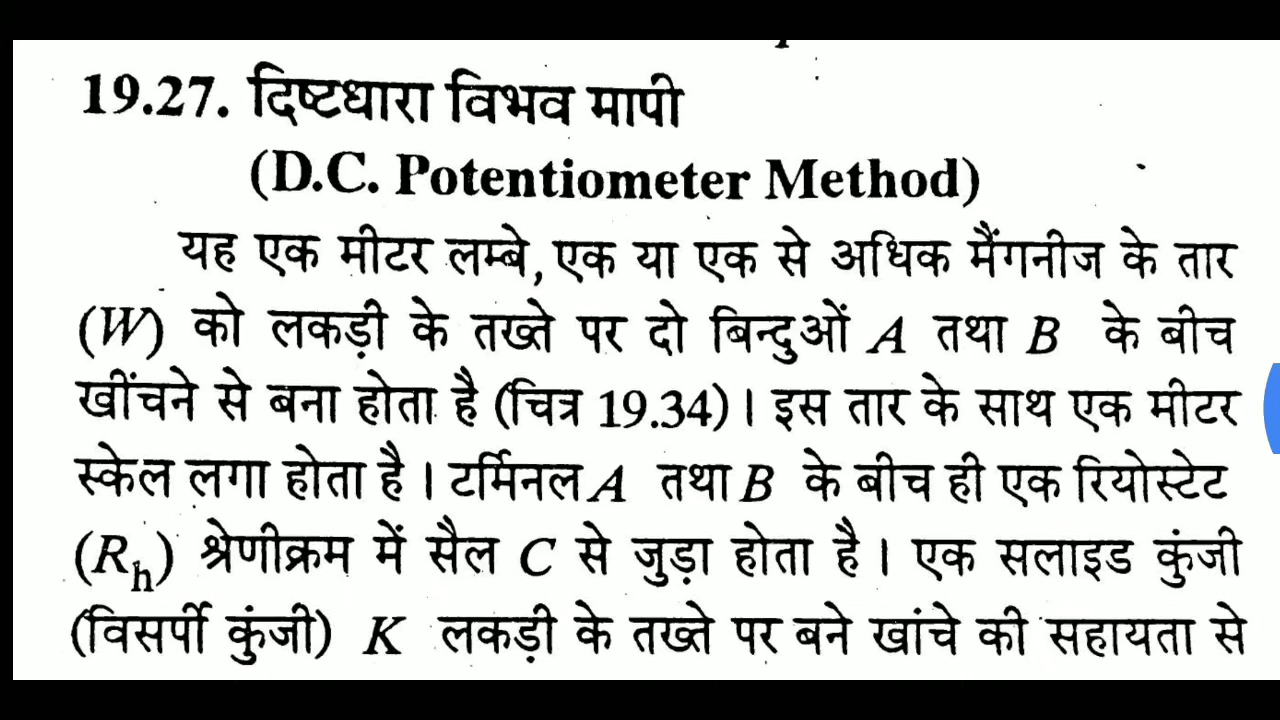 19.27. दिष्टधारा विभव मापी
(D.C. Potentiometer Method)
यह एक मीटर लम्बे, एक या एक से अधिक मैंगनीज के तार
(W) को लकड़ी के तख्ते पर दो बिन्दुओं A तथा B के बीच
खींचने से बना होता है (चित्र 19.34)। इस तार के साथ एक मीटर
स्केल लगा होता है। टर्मिनल A तथा B के बीच ही एक रियोस्टेट
(Rh) श्रेणीक्रम में सैल C से जुड़ा होता है। एक सलाइड कुंजी
(विसर्पी कुंजी) K लकड़ी के तख्ते पर बने खांचे की सहायता से